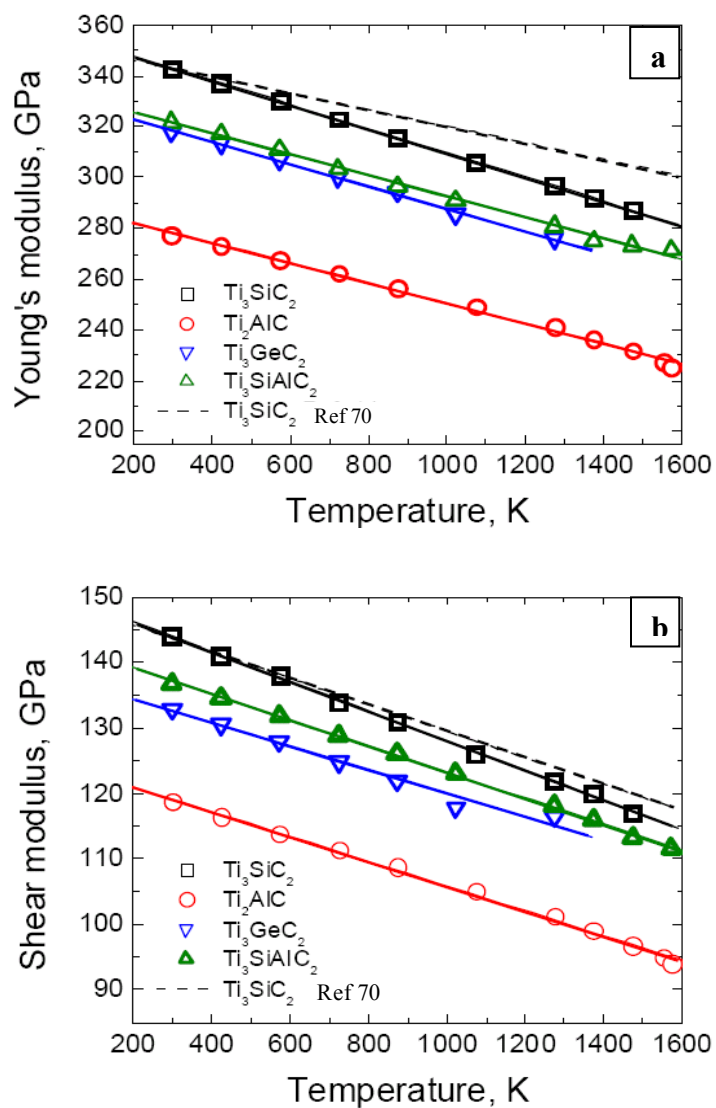 a
360
340
320
300
280
260
240
220
200
Young's modulus, GPa
Ti₃SiC₂
Ti₂AlC
Ti₃GeC₂
Ti₃SiAlC₂
Ti₃SiC₂ Ref 70
200 400 600 800 1000 1200 1400 1600
Temperature, K
b
150
140
130
120
110
100
90
Shear modulus, GPa
Ti₃SiC₂
Ti₂AlC
Ti₃GeC₂
Ti₃SiAlC₂
Ti₃SiC₂ Ref 70
200 400 600 800 1000 1200 1400 1600
Temperature, K